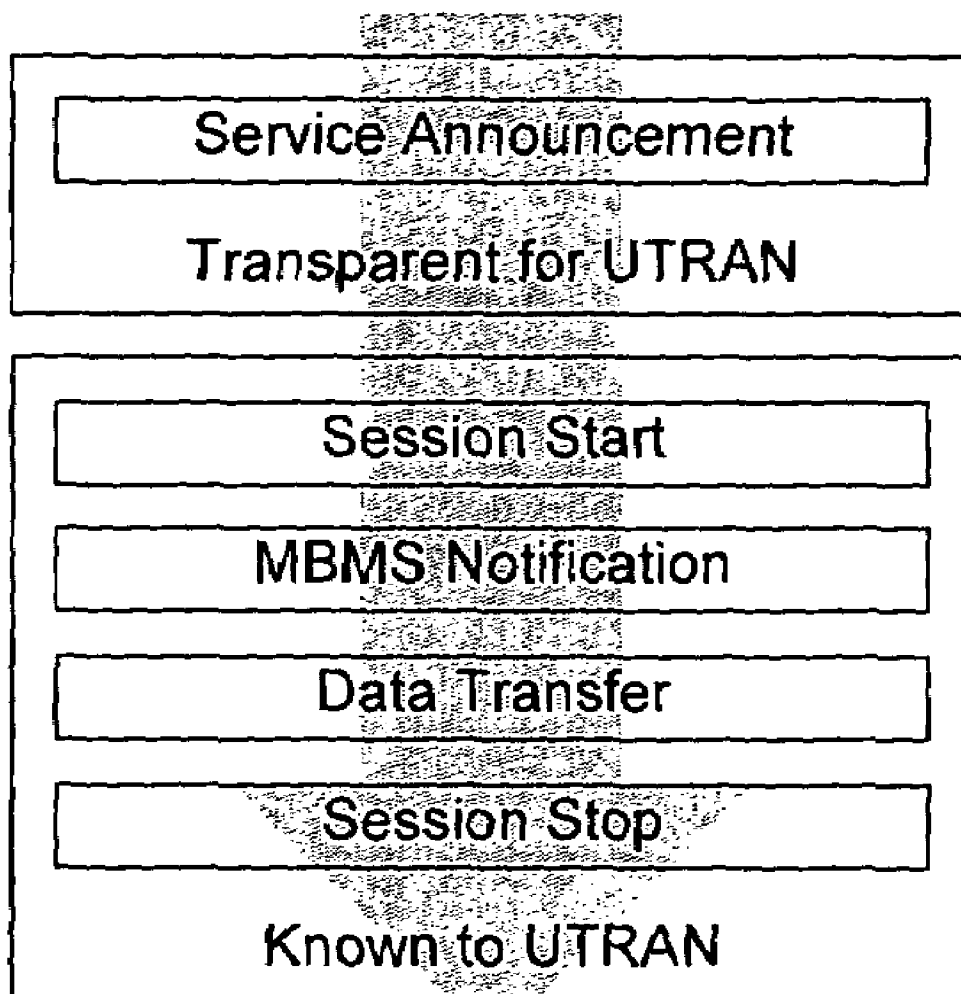 Service Announcement
Transparent for UTRAN
Session Start
MBMS Notification
Data Transfer
Session Stop
Known to UTRAN